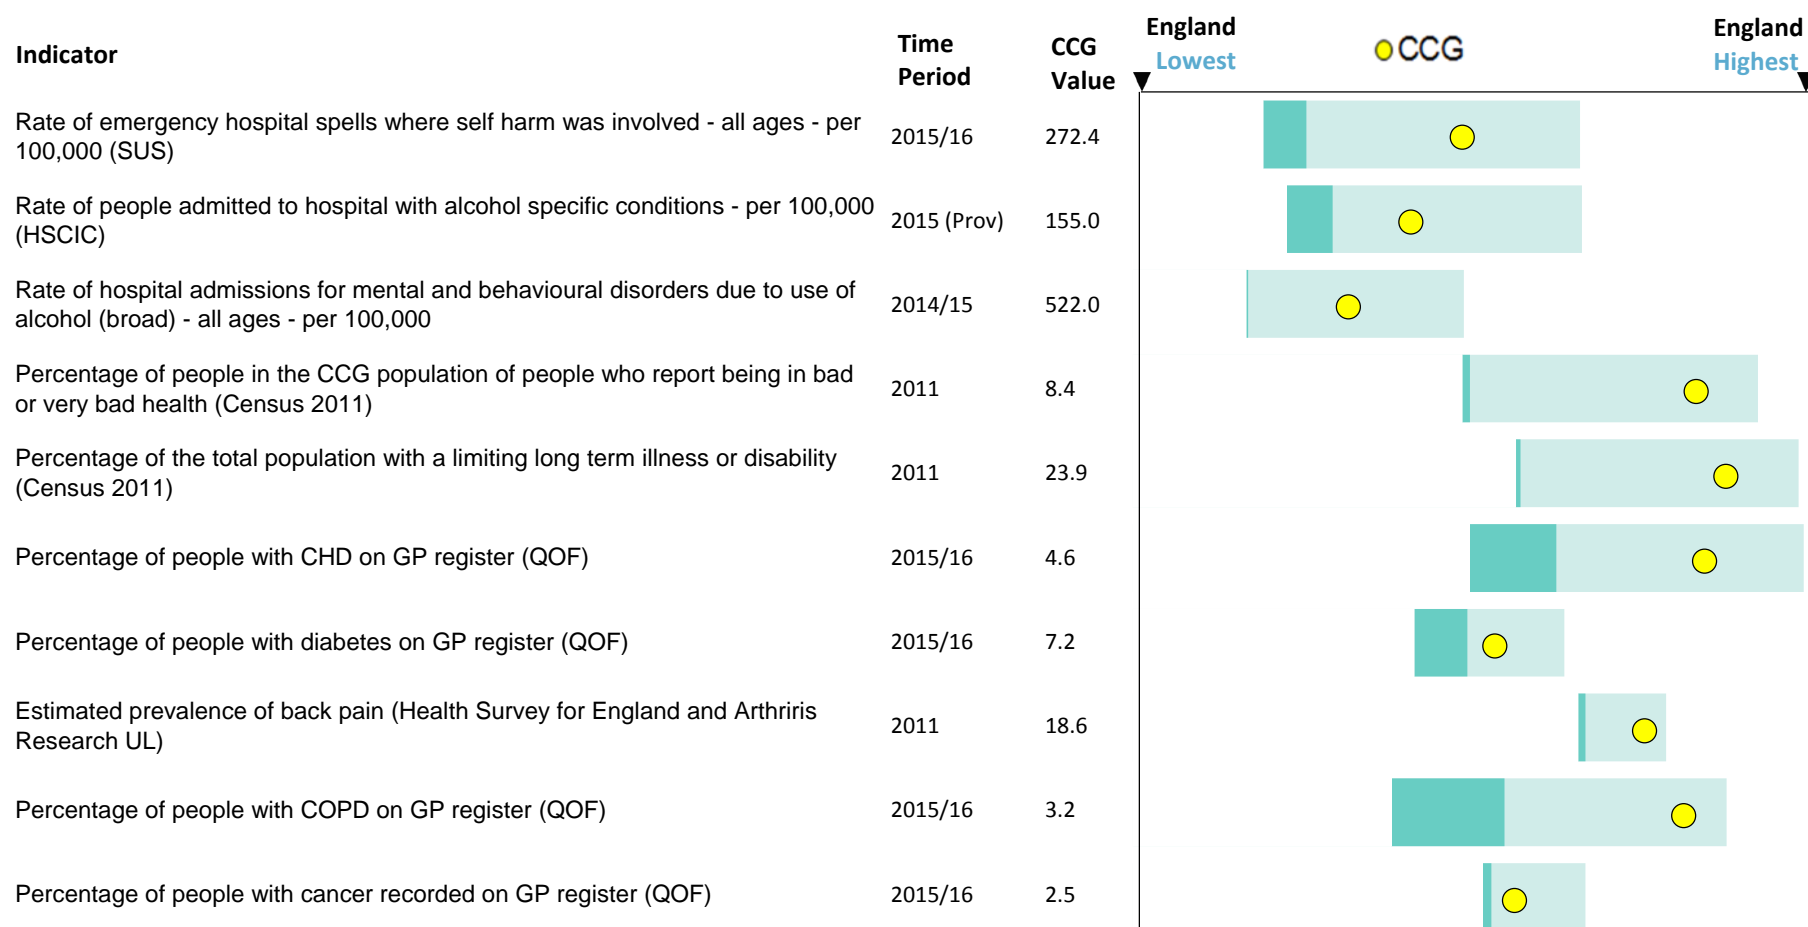 Indicator
Time
Period
CCG
Value
England
Lowest
CCG
England
Highest
Rate of emergency hospital spells where self harm was involved - all ages - per
100,000 (SUS)
2015/16
272.4
Rate of people admitted to hospital with alcohol specific conditions - per 100,000
(HSCIC)
2015 (Prov)
155.0
Rate of hospital admissions for mental and behavioural disorders due to use of
alcohol (broad) - all ages - per 100,000
2014/15
522.0
Percentage of people in the CCG population of people who report being in bad
or very bad health (Census 2011)
2011
8.4
Percentage of the total population with a limiting long term illness or disability
(Census 2011)
2011
23.9
Percentage of people with CHD on GP register (QOF)
2015/16
4.6
Percentage of people with diabetes on GP register (QOF)
2015/16
7.2
Estimated prevalence of back pain (Health Survey for England and Arthriris
Research UL)
2011
18.6
Percentage of people with COPD on GP register (QOF)
2015/16
3.2
Percentage of people with cancer recorded on GP register (QOF)
2015/16
2.5